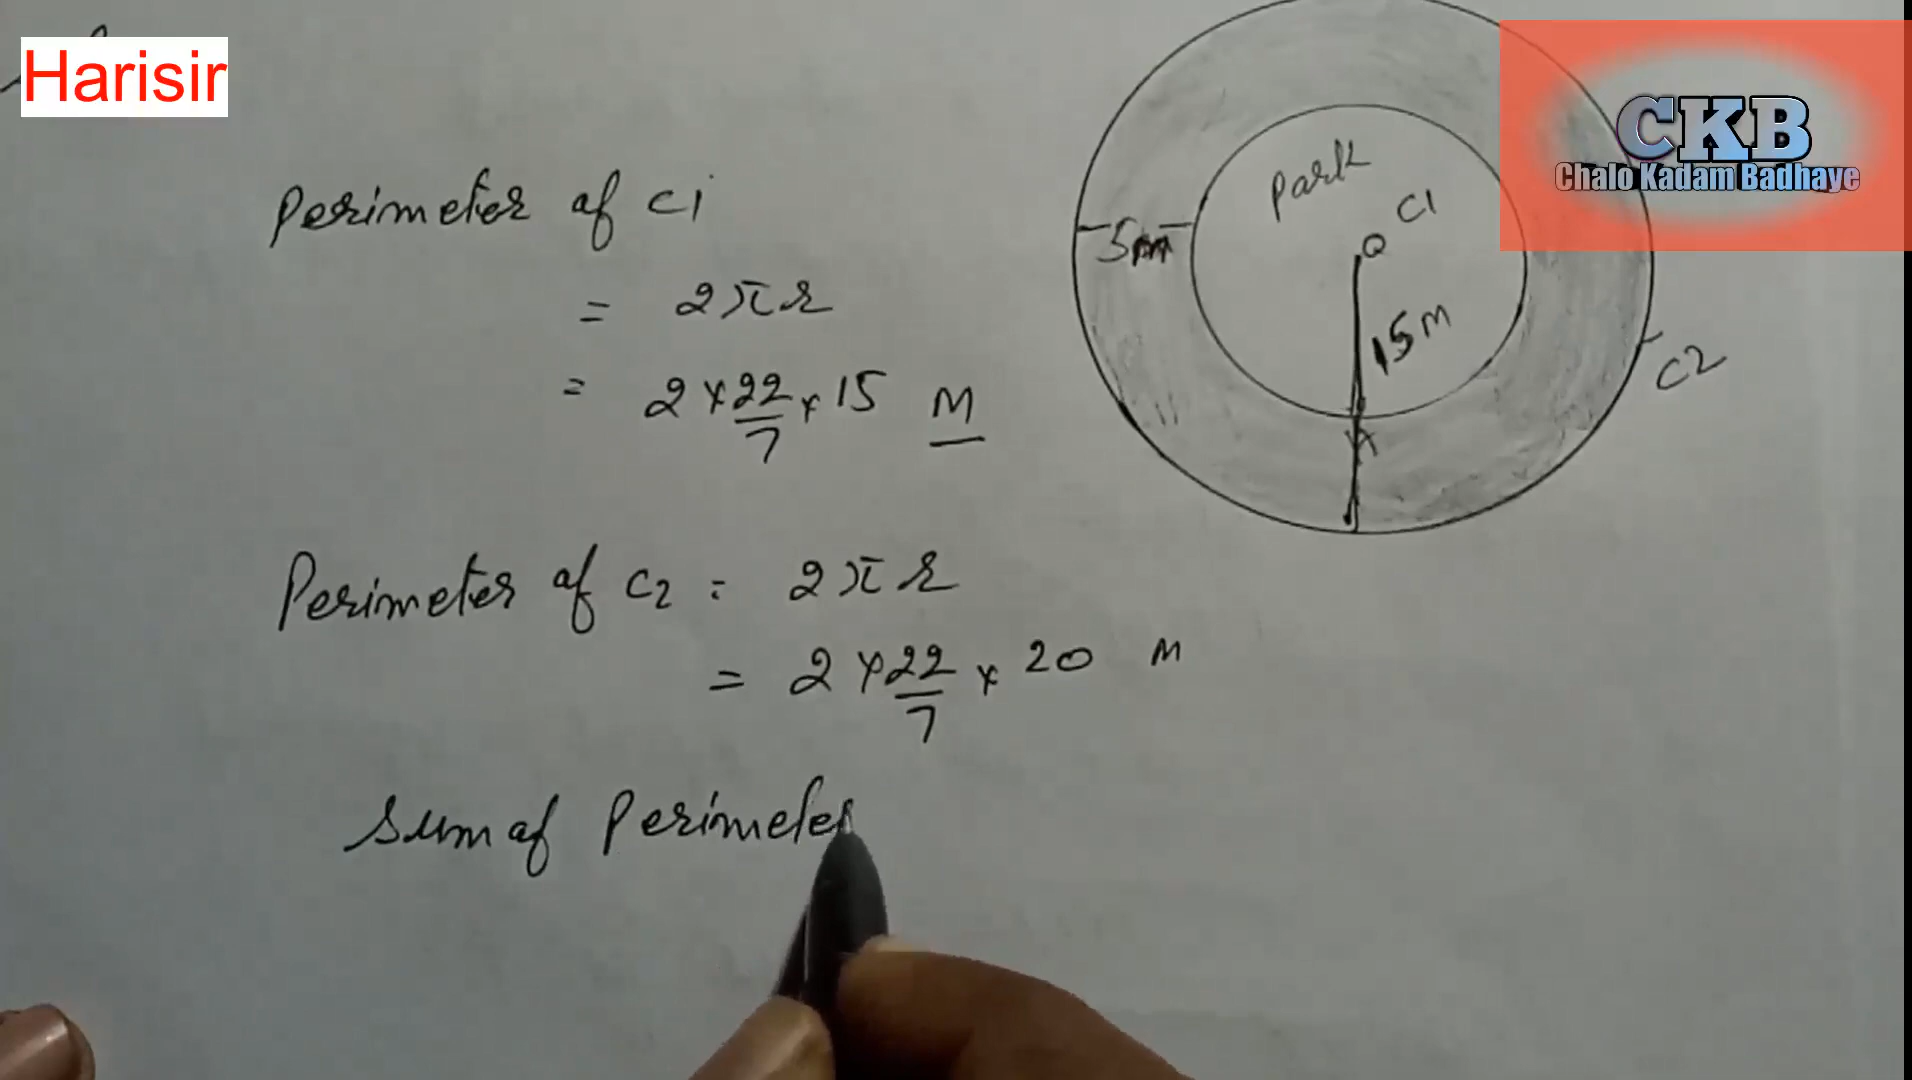 Harisir
CKB
Chalo Kadam Badhaye
Park
C1
O
5m
15 M
C2
Perimeter of C1
= 2πr
= 2 × 22/7 × 15 M
Perimeter of C2 = 2πr
= 2 × 22/7 × 20 M
Sum of Perimeter